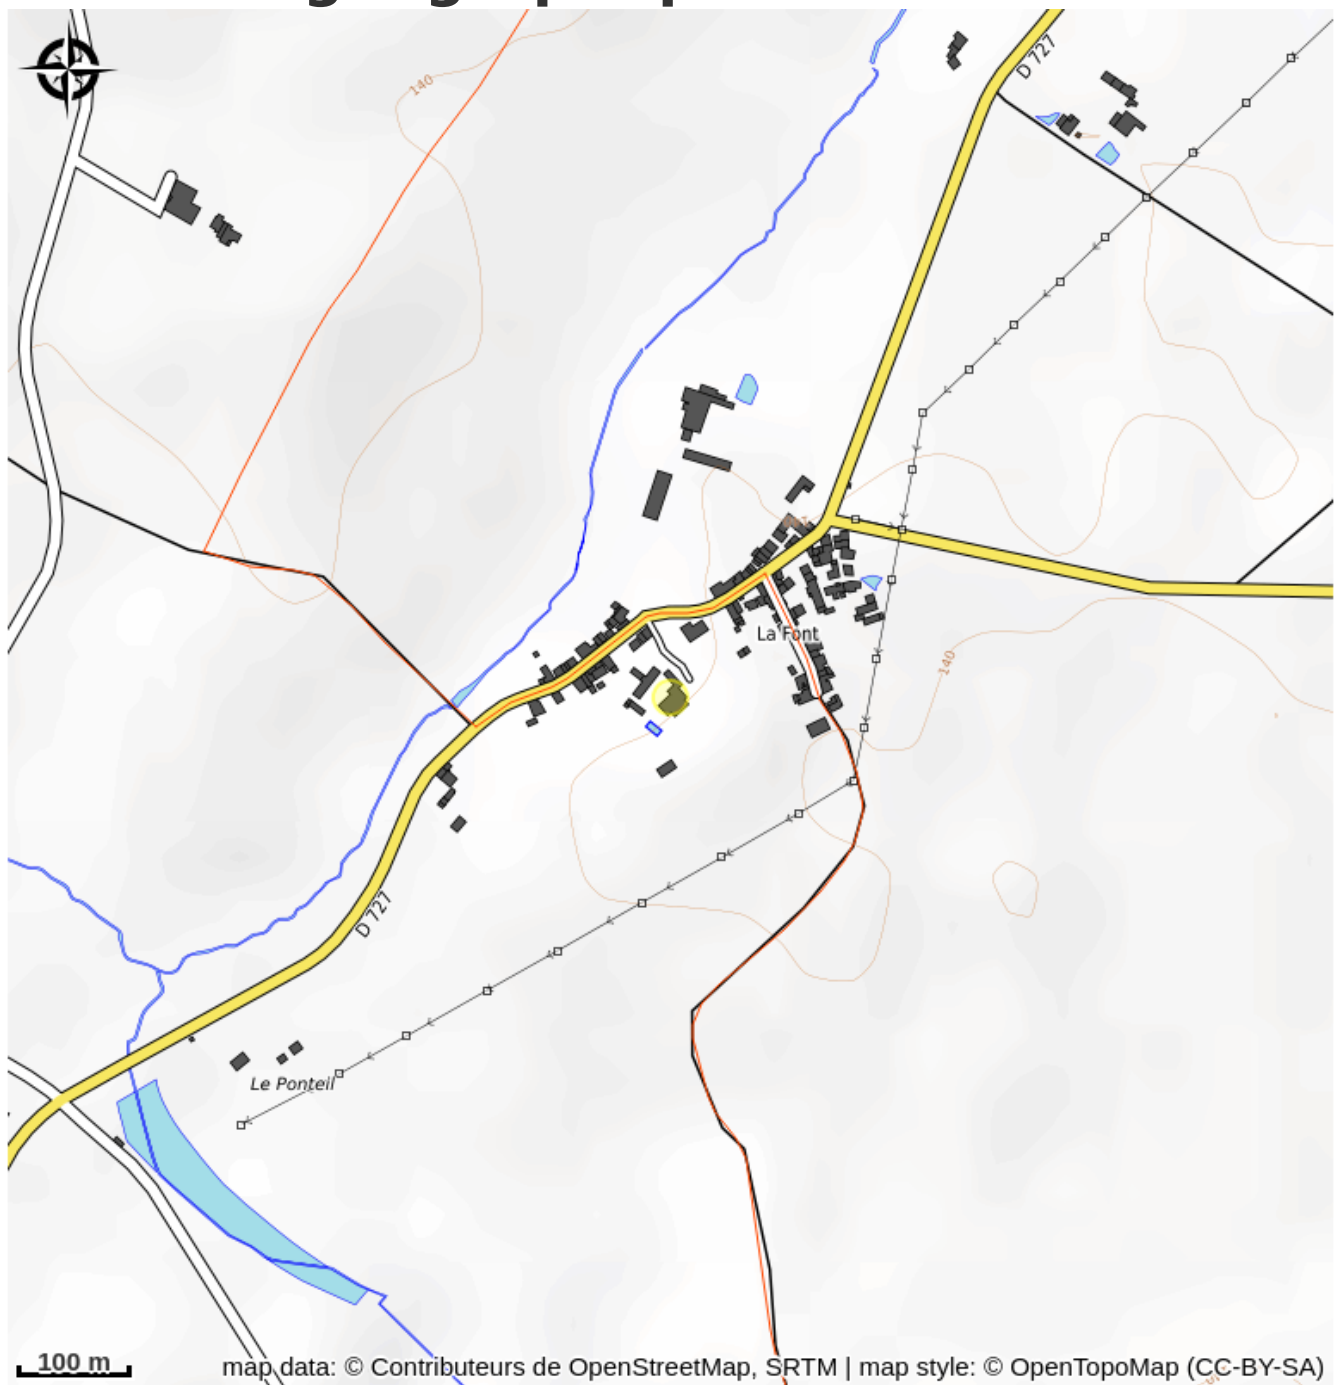 140
D 727
La Font
140
D 727
Le Ponteil
100 m
map data: © Contributeurs de OpenStreetMap, SRTM | map style: © OpenTopoMap (CC-BY-SA)